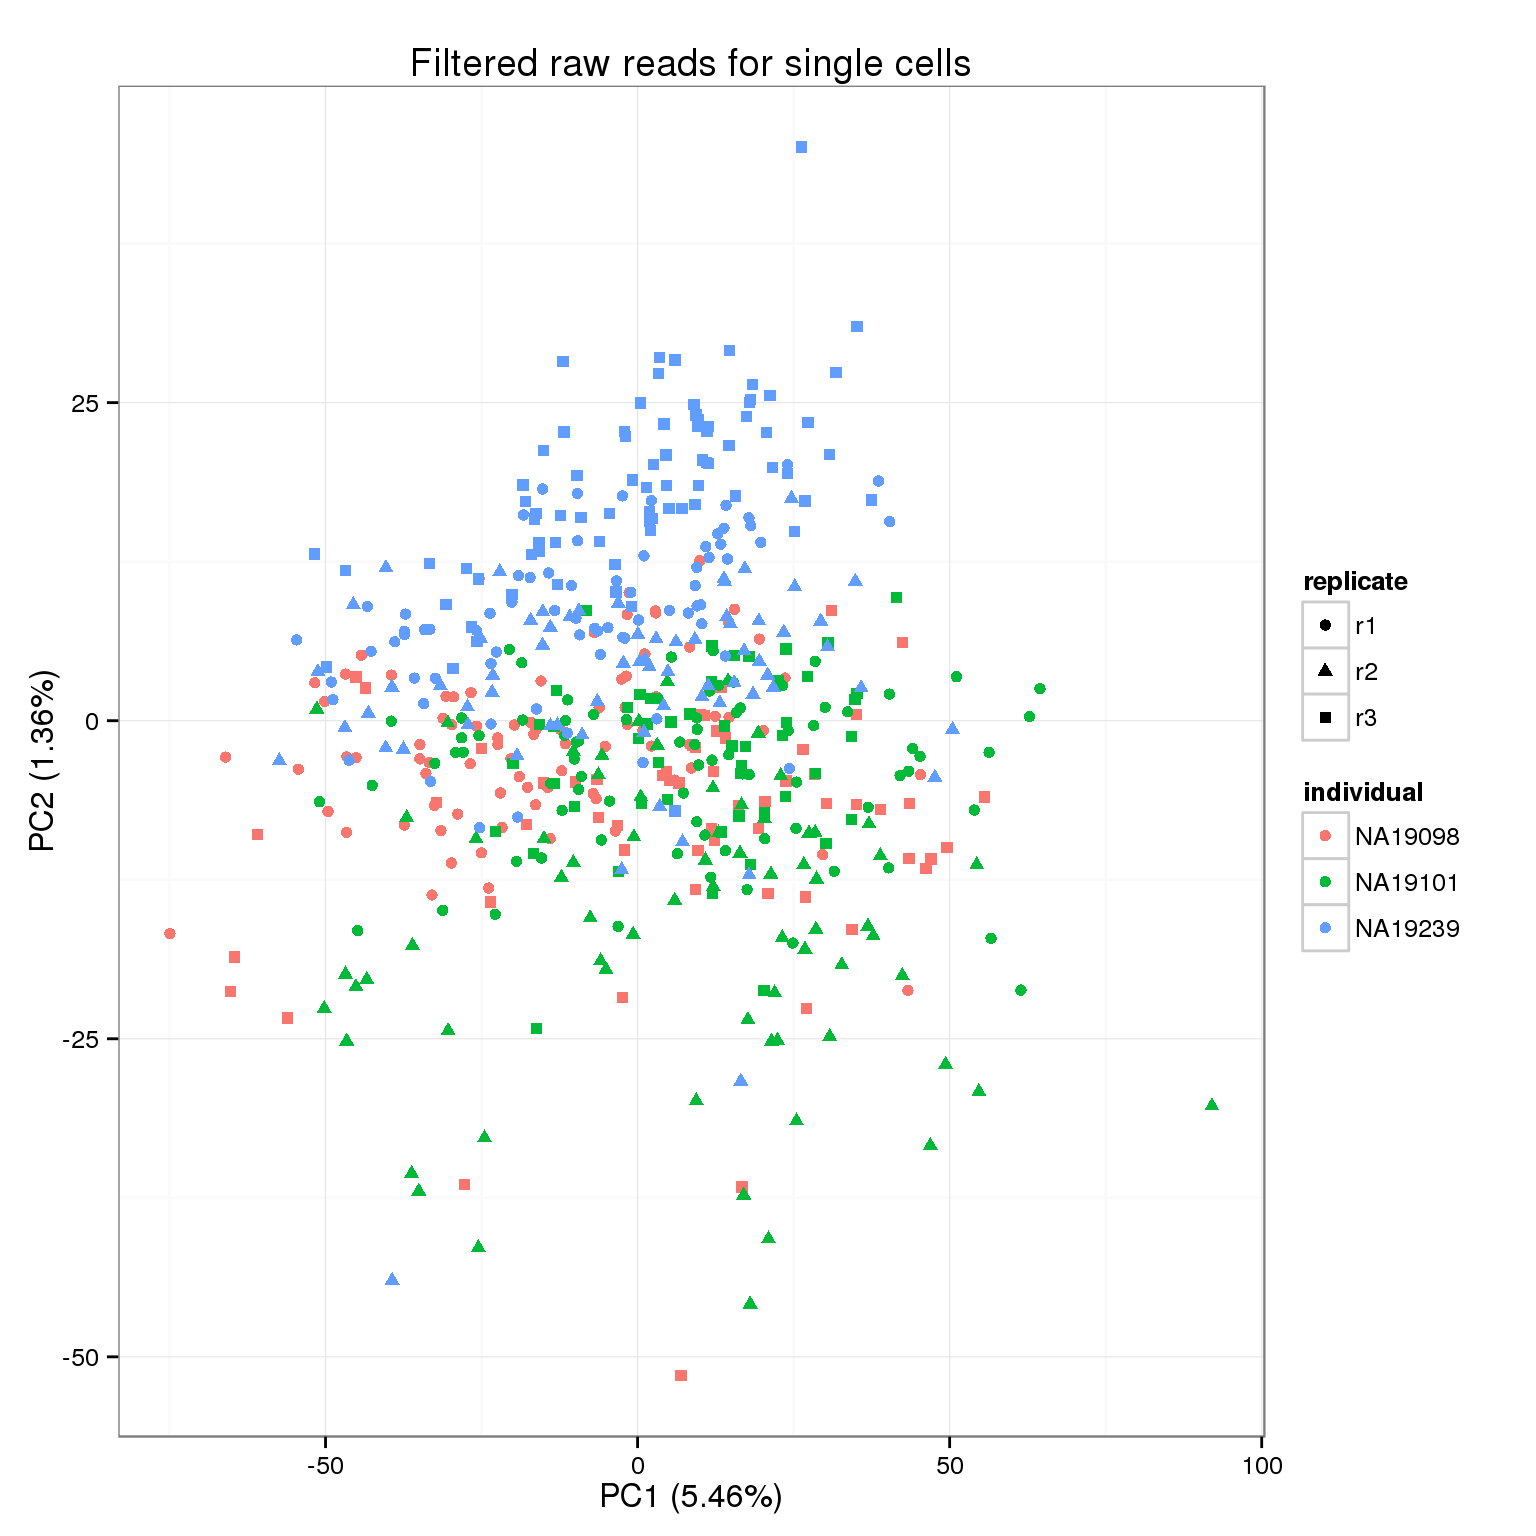 Filtered raw reads for single cells
PC2 (1.36%)
25
0
-25
-50
-50
0
50
100
PC1 (5.46%)
replicate
r1
r2
r3
individual
NA19098
NA19101
NA19239